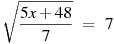 √((5x + 48)/7) = 7